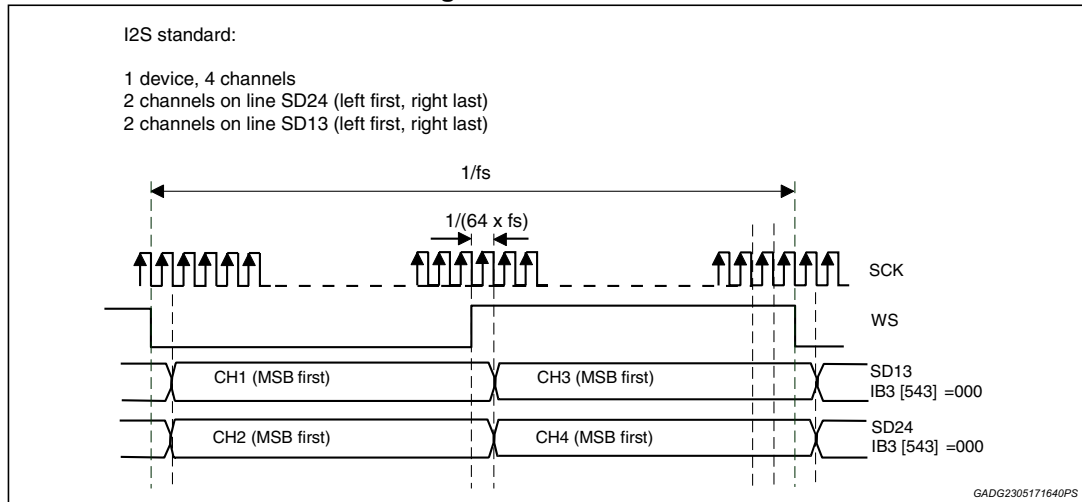 I2S standard:
1 device, 4 channels
2 channels on line SD24 (left first, right last)
2 channels on line SD13 (left first, right last)
1/fs
1/(64 x fs)
SCK
WS
CH1 (MSB first)
CH3 (MSB first)
SD13
IB3 [543] =000
CH2 (MSB first)
CH4 (MSB first)
SD24
IB3 [543] =000
GADG2305171640PS